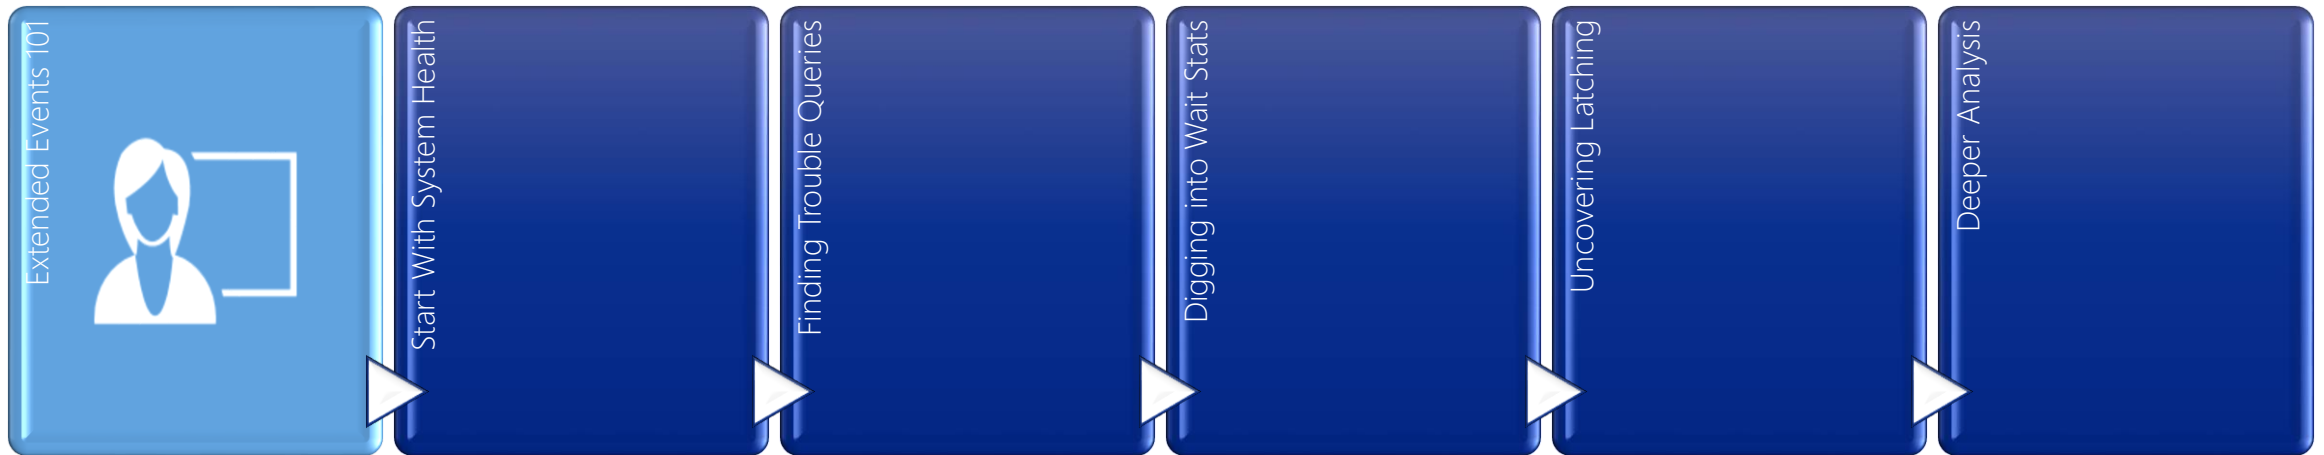 Extended Events 101
Start With System Health
Finding Trouble Queries
Digging into Wait Stats
Uncovering Latching
Deeper Analysis